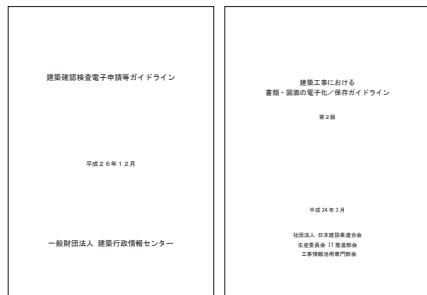 建築確認検査電子申請等ガイドライン
平成２６年１２月
一般財団法人 建築行政情報センター
建築工事における
書類・図面の電子化／保存ガイドライン
第２版
平成 24 年 3 月
社団法人 日本建設業連合会
生産委員会 IT 推進部会
工事情報活用専門部会